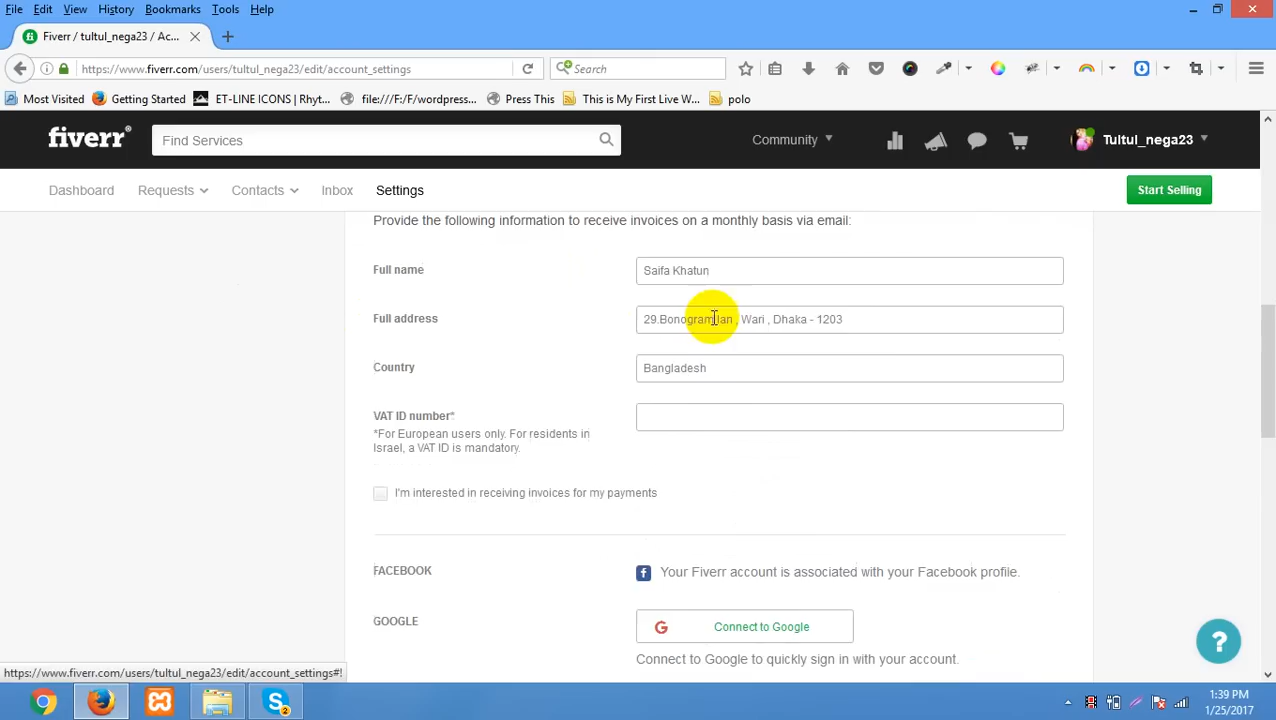 File Edit View History Bookmarks Tools Help
Fiverr / tultul_nega23 / Ac...
https://www.fiverr.com/users/tultul_nega23/edit/account_settings
Search
Most Visited Getting Started ET-LINE ICONS | Rhyt... file:///F:/F/wordpress... Press This This is My First Live W... polo
fiverr® Find Services Community Tultul_nega23
Dashboard Requests Contacts Inbox Settings Start Selling
Provide the following information to receive invoices on a monthly basis via email:
Full name Saifa Khatun
Full address 29.Bonogram lan , Wari , Dhaka - 1203
Country Bangladesh
VAT ID number*
*For European users only. For residents in
Israel, a VAT ID is mandatory.
I'm interested in receiving invoices for my payments
FACEBOOK f Your Fiverr account is associated with your Facebook profile.
GOOGLE G Connect to Google
Connect to Google to quickly sign in with your account.
?
https://www.fiverr.com/users/tultul_nega23/edit/account_settings#!
2
1:39 PM
1/25/2017